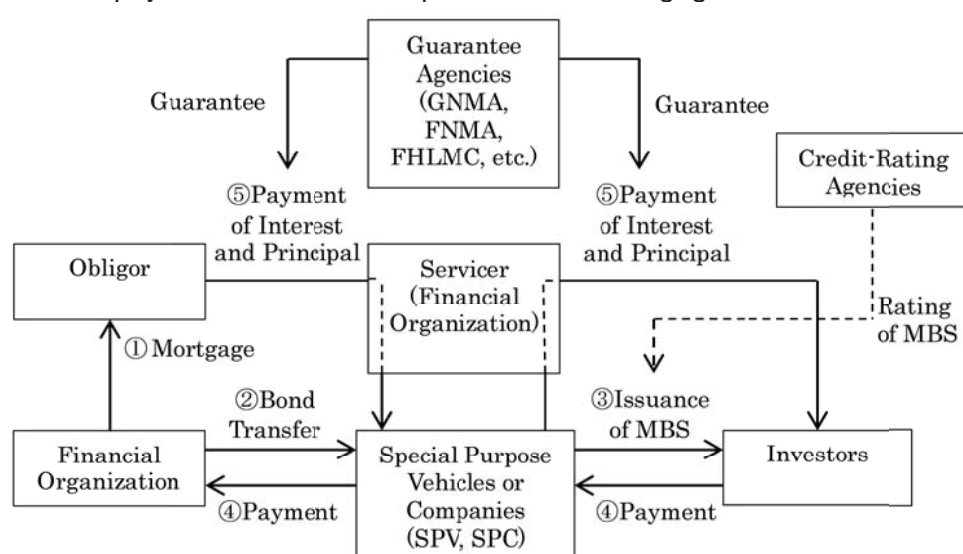 Guarantee
Agencies
(GNMA,
FNMA,
FHLMC, etc.)
Guarantee
Guarantee
Credit-Rating
Agencies
⑤Payment
of Interest
and Principal
⑤Payment
of Interest
and Principal
Obligor
Servicer
(Financial
Organization)
Rating
of MBS
① Mortgage
②Bond
Transfer
③Issuance
of MBS
Financial
Organization
Special Purpose
Vehicles or
Companies
(SPV, SPC)
Investors
④Payment
④Payment